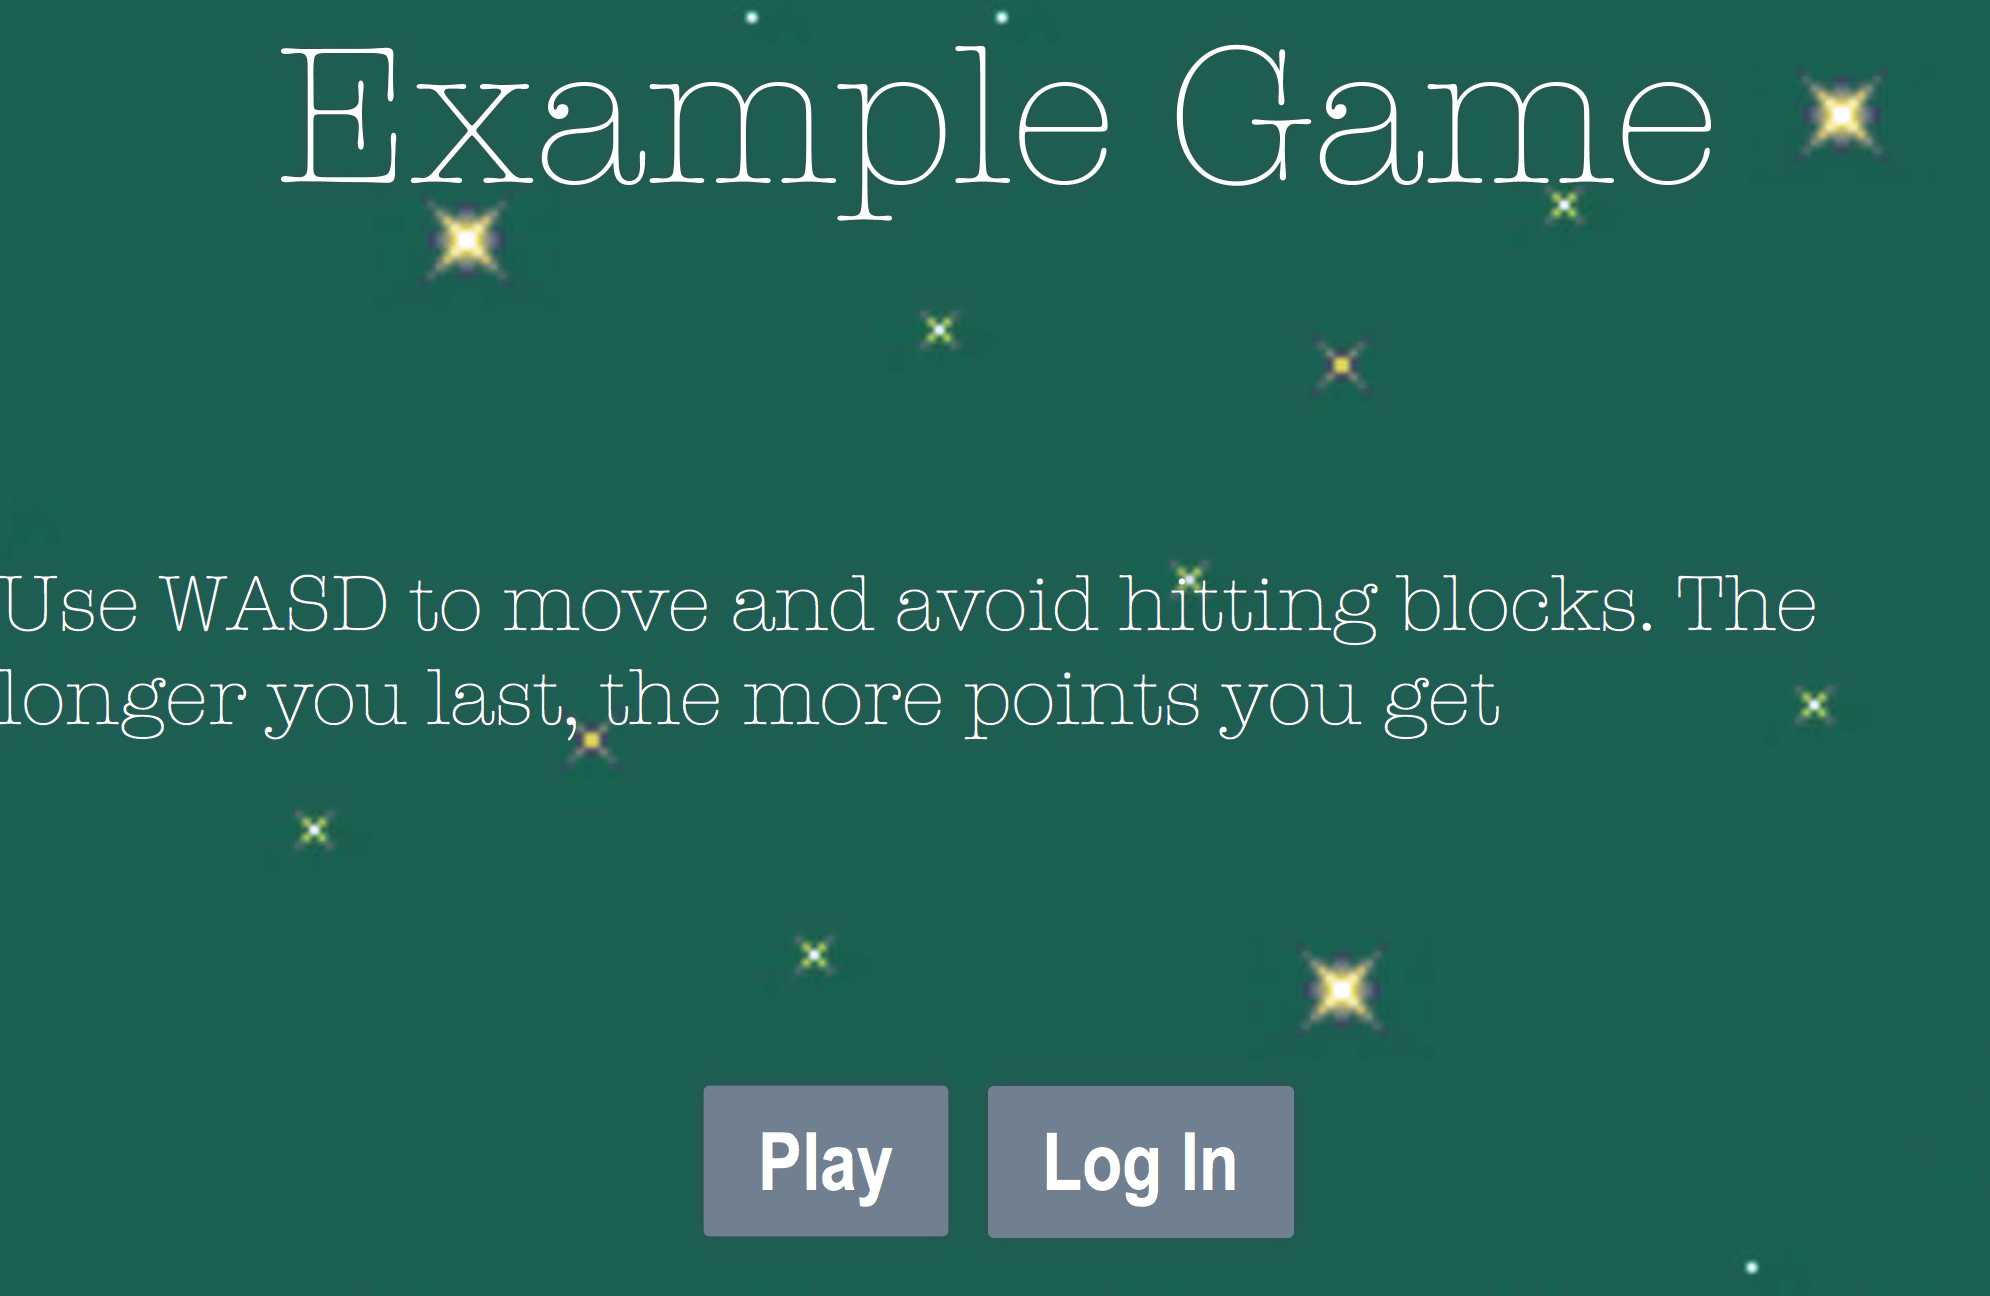 Example Game
Use WASD to move and avoid hitting blocks. The
longer you last, the more points you get
Play
Log In